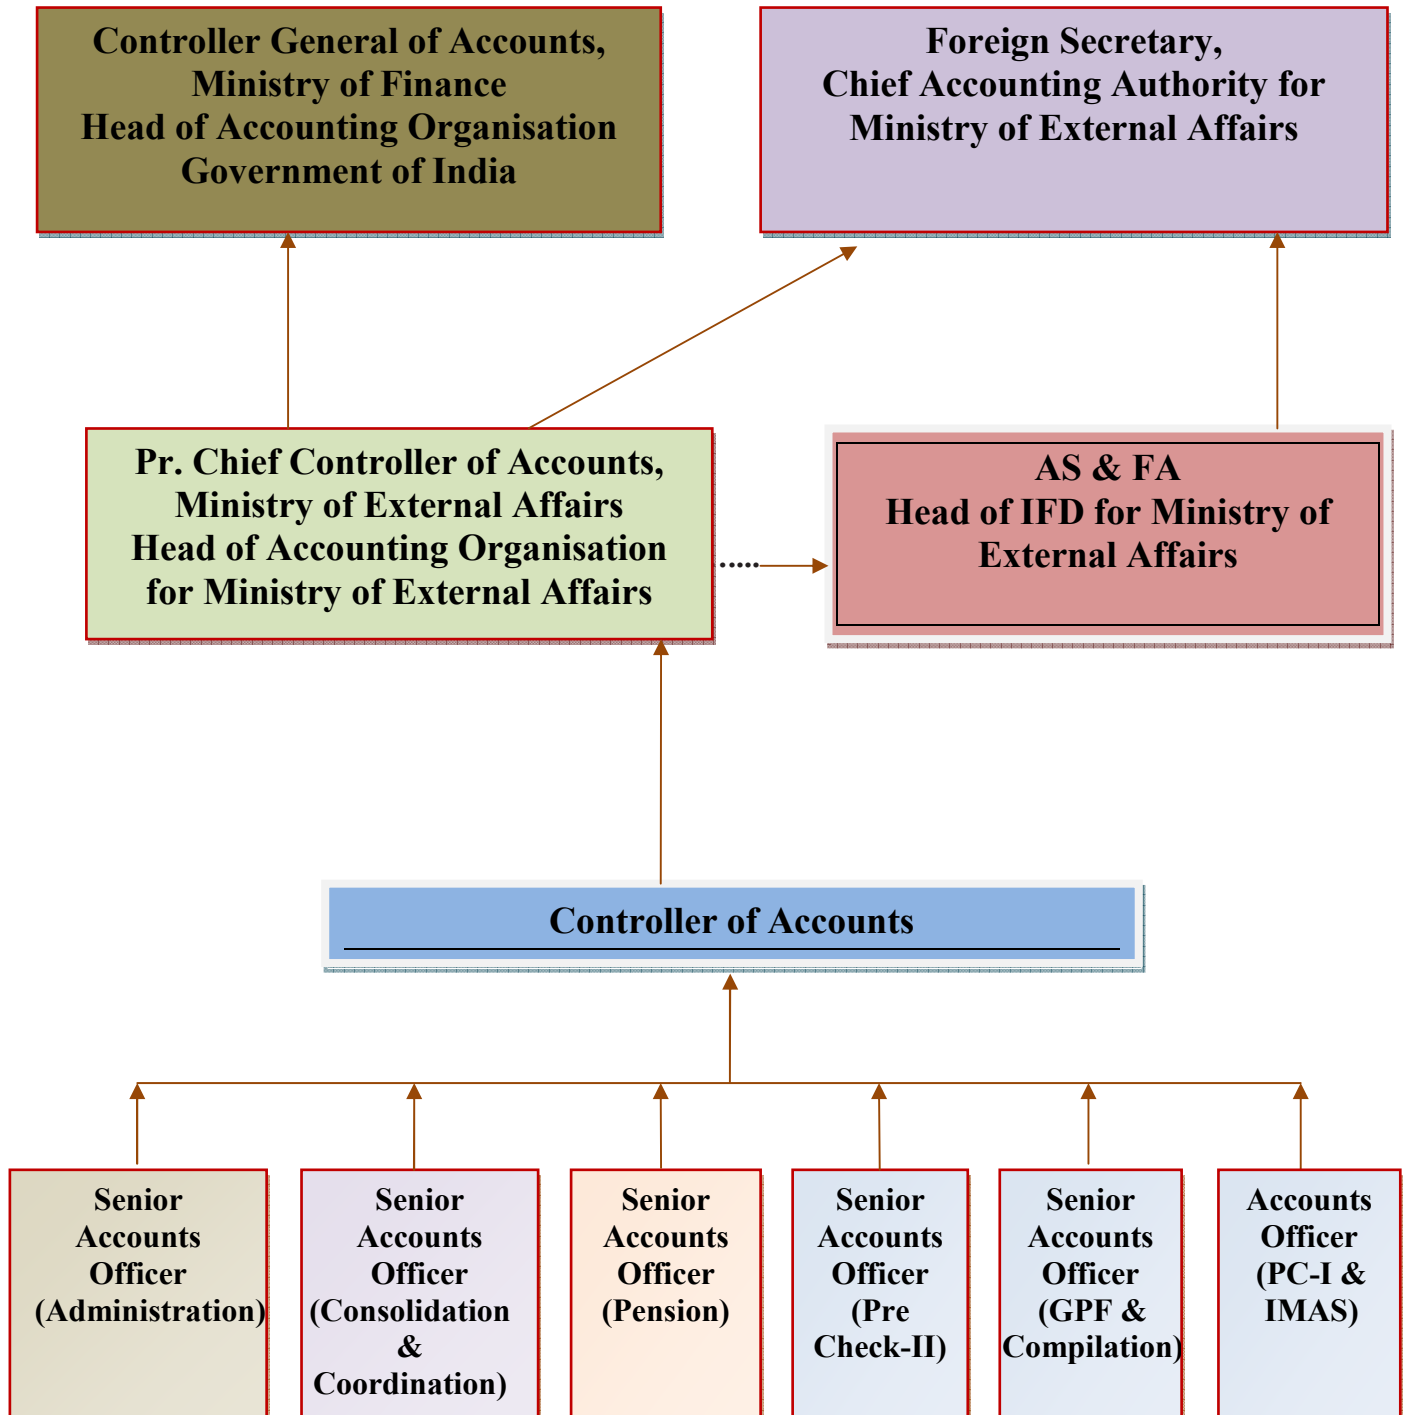 Controller General of Accounts,
Ministry of Finance
Head of Accounting Organisation
Government of India
Foreign Secretary,
Chief Accounting Authority for
Ministry of External Affairs
Pr. Chief Controller of Accounts,
Ministry of External Affairs
Head of Accounting Organisation
for Ministry of External Affairs
AS & FA
Head of IFD for Ministry of
External Affairs
Controller of Accounts
Senior
Accounts
Officer
(Administration)
Senior
Accounts
Officer
(Consolidation
&
Coordination)
Senior
Accounts
Officer
(Pension)
Senior
Accounts
Officer
(Pre
Check-II)
Senior
Accounts
Officer
(GPF &
Compilation)
Accounts
Officer
(PC-I &
IMAS)